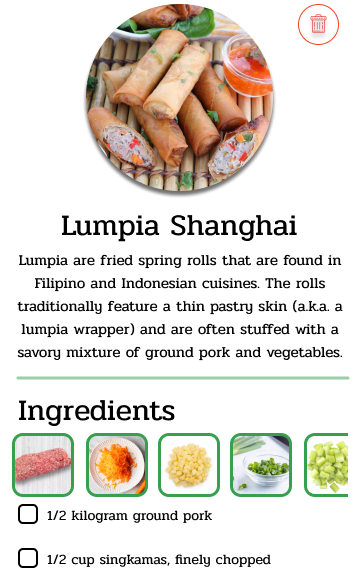 Lumpia Shanghai
Lumpia are fried spring rolls that are found in
Filipino and Indonesian cuisines. The rolls
traditionally feature a thin pastry skin (a.k.a. a
lumpia wrapper) and are often stuffed with a
savory mixture of ground pork and vegetables.
Ingredients
1/2 kilogram ground pork
1/2 cup singkamas, finely chopped